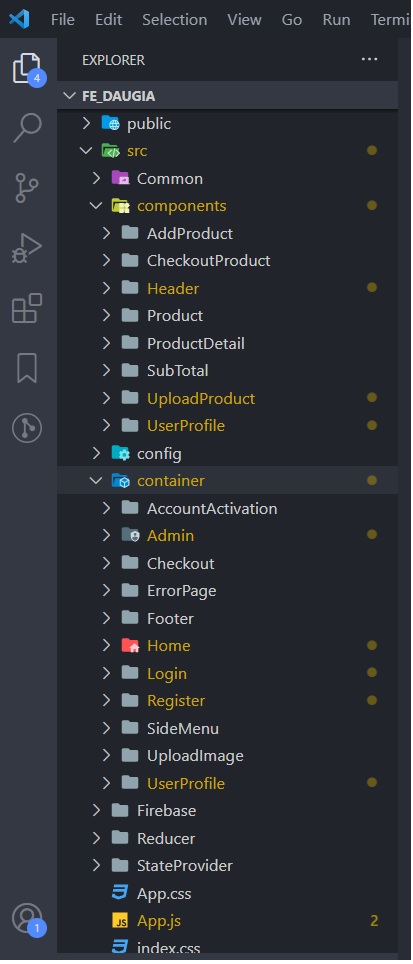 File Edit Selection View Go Run Termi
EXPLORER
4
FE_DAUGIA
public
src
Common
components
AddProduct
CheckoutProduct
Header
Product
ProductDetail
SubTotal
UploadProduct
UserProfile
config
container
AccountActivation
Admin
Checkout
ErrorPage
Footer
Home
Login
Register
SideMenu
UploadImage
UserProfile
Firebase
Reducer
StateProvider
App.css
JS App.js 2
1
index.css